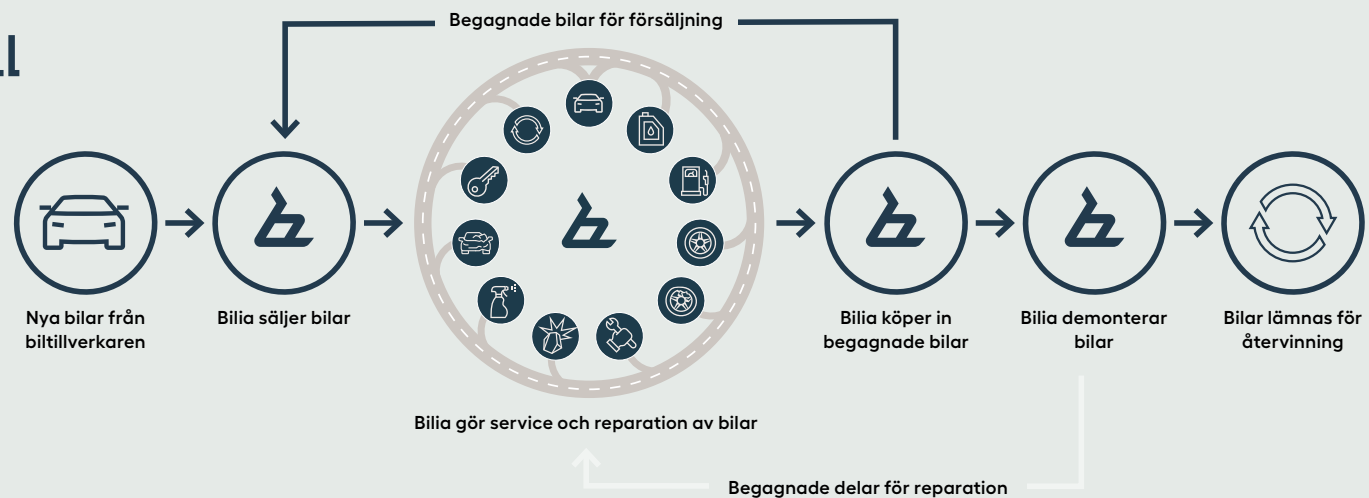 Begagnade bilar för försäljning
Nya bilar från
biltillverkaren
Bilia säljer bilar
Bilia gör service och reparation av bilar
Bilia köper in
begagnade bilar
Bilia demonterar
bilar
Bilar lämnas för
återvinning
Begagnade delar för reparation